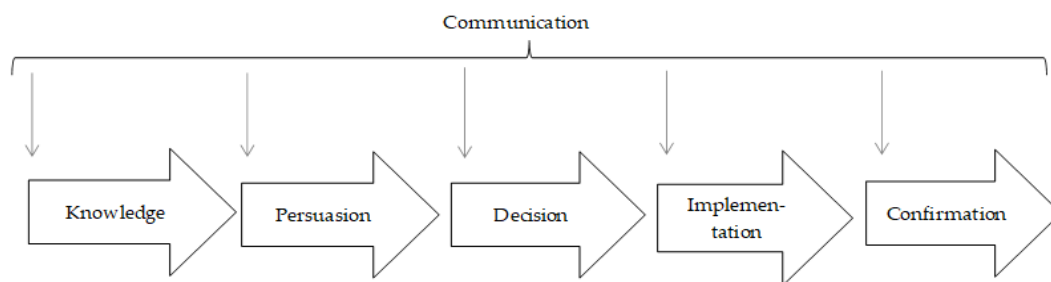 Communication
Knowledge
Persuasion
Decision
Implemen-
tation
Confirmation